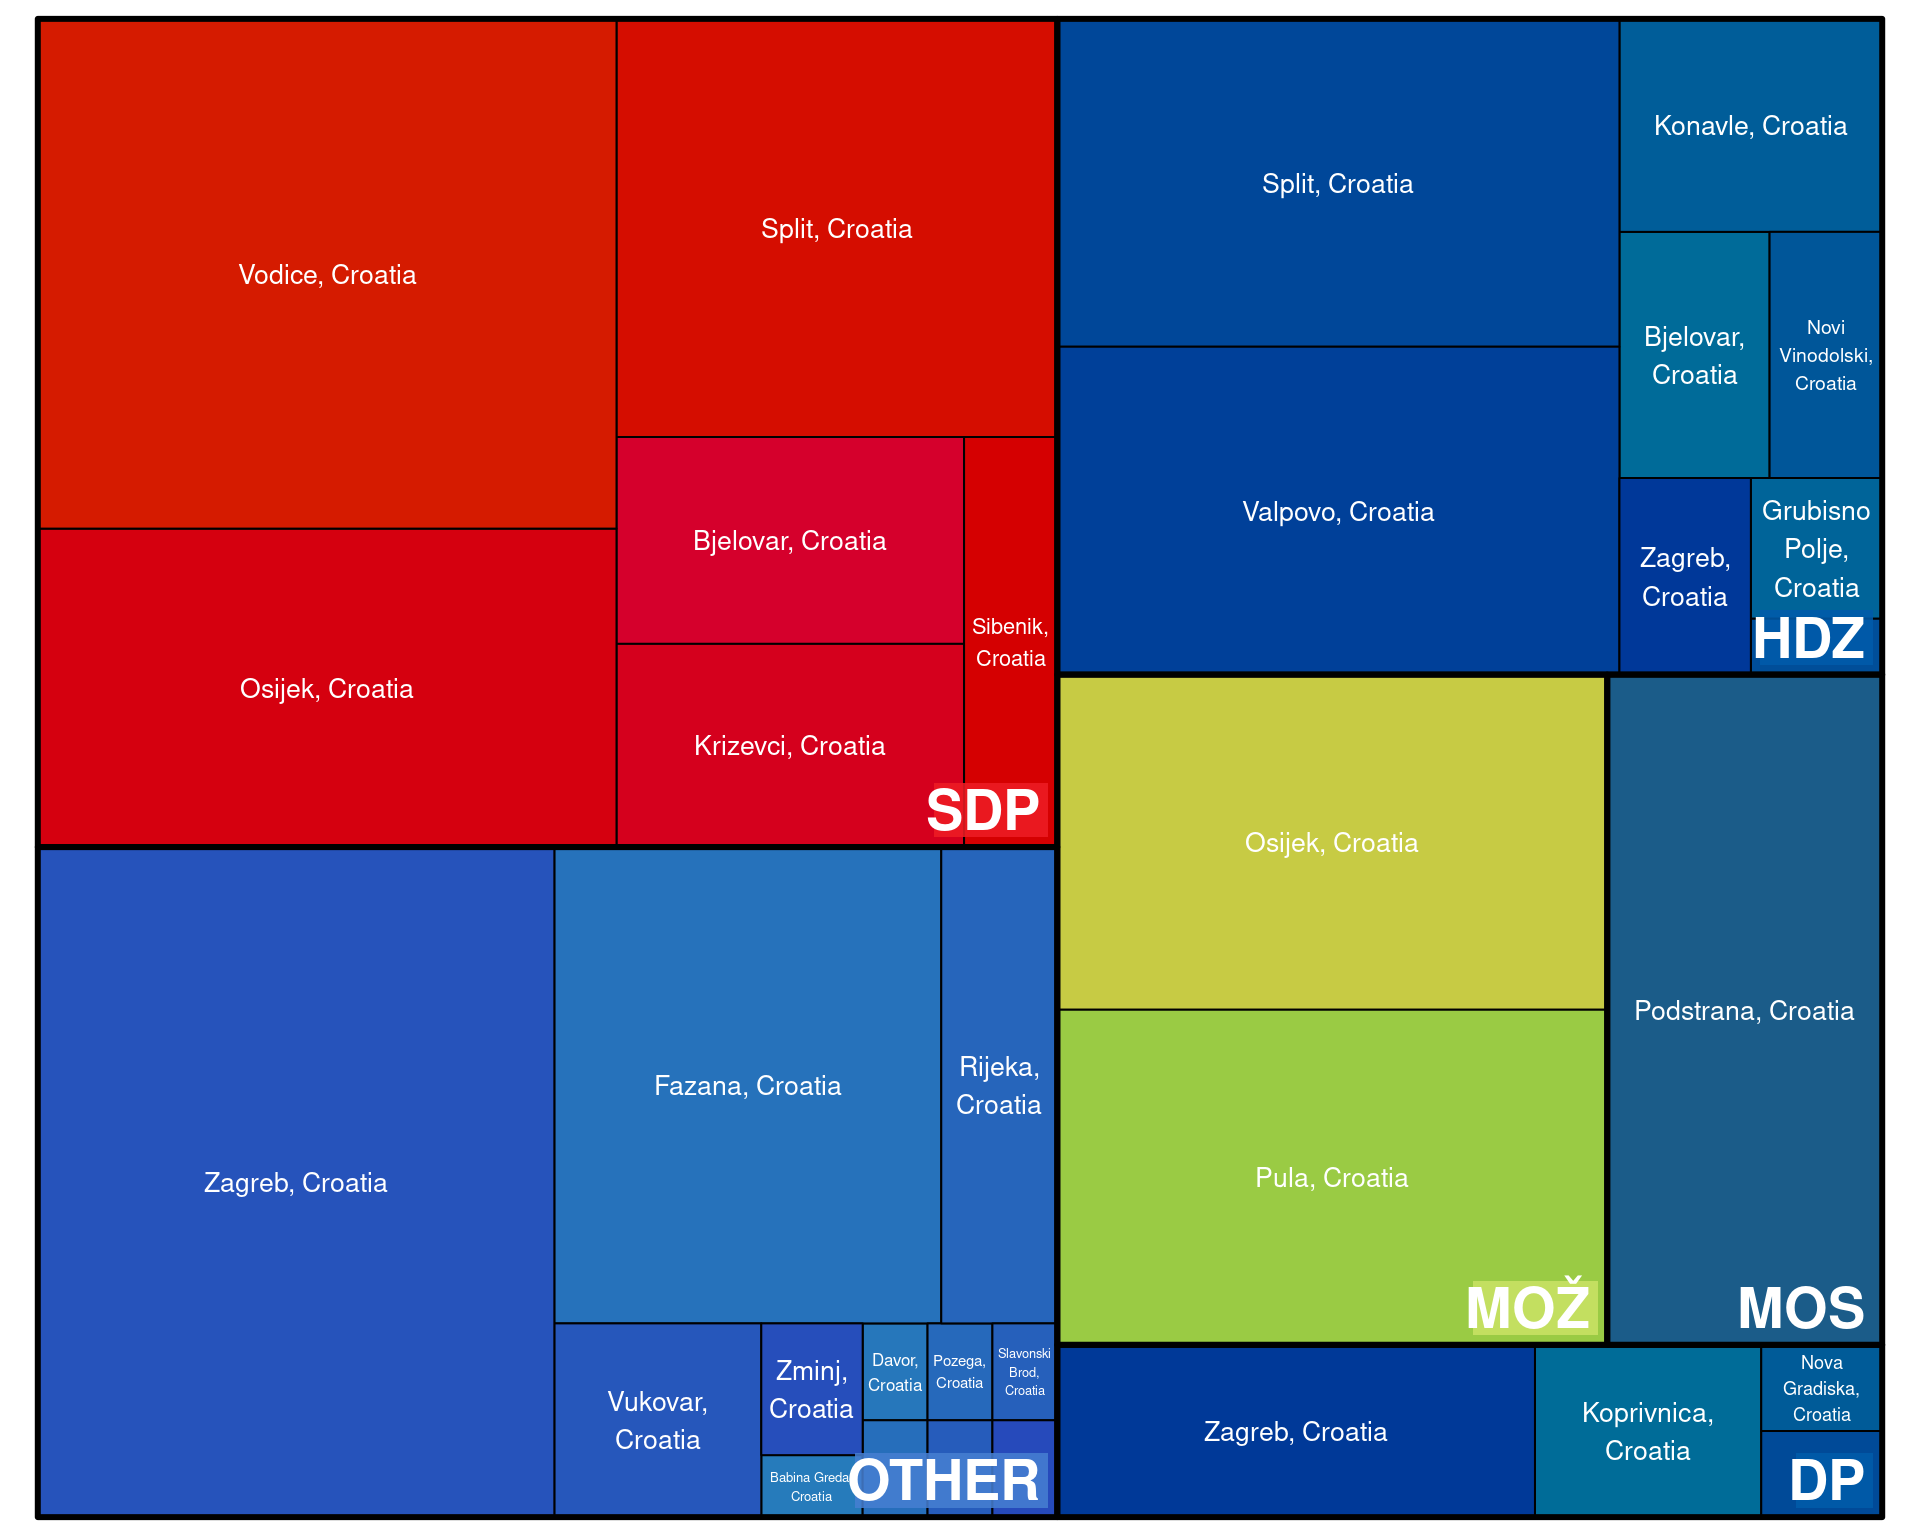 Vodice, Croatia
Osijek, Croatia
Split, Croatia
Bjelovar, Croatia
Krizevci, Croatia
Sibenik,
Croatia
SDP
Split, Croatia
Valpovo, Croatia
Konavle, Croatia
Bjelovar,
Croatia
Novi
Vinodolski,
Croatia
Zagreb,
Croatia
Grubisno
Polje,
Croatia
HDZ
Zagreb, Croatia
Fazana, Croatia
Rijeka,
Croatia
Vukovar,
Croatia
Zminj,
Croatia
Babina Greda,
Croatia
Davor,
Croatia
Pozega,
Croatia
Slavonski
Brod,
Croatia
OTHER
Osijek, Croatia
Pula, Croatia
MOŽ
Podstrana, Croatia
MOS
Zagreb, Croatia
Koprivnica,
Croatia
Nova
Gradiska,
Croatia
DP